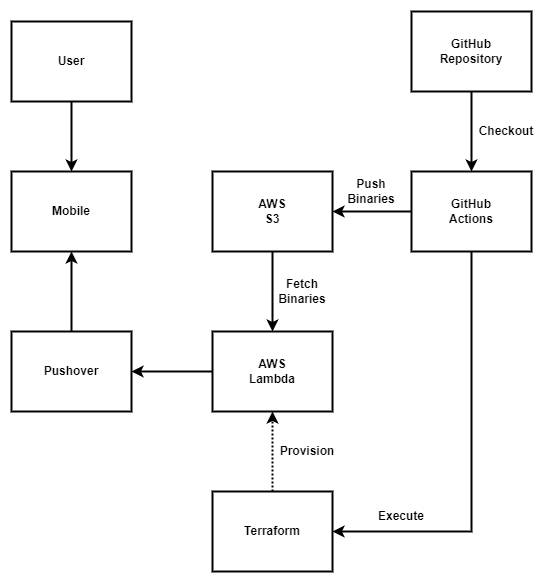 User
GitHub
Repository
Checkout
Mobile
AWS
S3
Push
Binaries
GitHub
Actions
Fetch
Binaries
Pushover
AWS
Lambda
Provision
Terraform
Execute